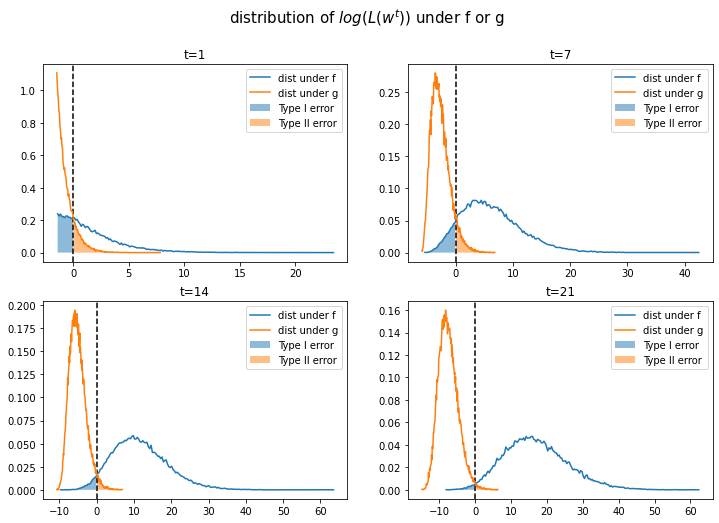 distribution of log(L(w^t)) under f or g
t=1
dist under f
dist under g
Type I error
Type II error
1.0
0.8
0.6
0.4
0.2
0.0
0 5 10 15 20
t=7
dist under f
dist under g
Type I error
Type II error
0.25
0.20
0.15
0.10
0.05
0.00
0 10 20 30 40
t=14
dist under f
dist under g
Type I error
Type II error
0.200
0.175
0.150
0.125
0.100
0.075
0.050
0.025
0.000
−10 0 10 20 30 40 50 60
t=21
dist under f
dist under g
Type I error
Type II error
0.16
0.14
0.12
0.10
0.08
0.06
0.04
0.02
0.00
−10 0 10 20 30 40 50 60